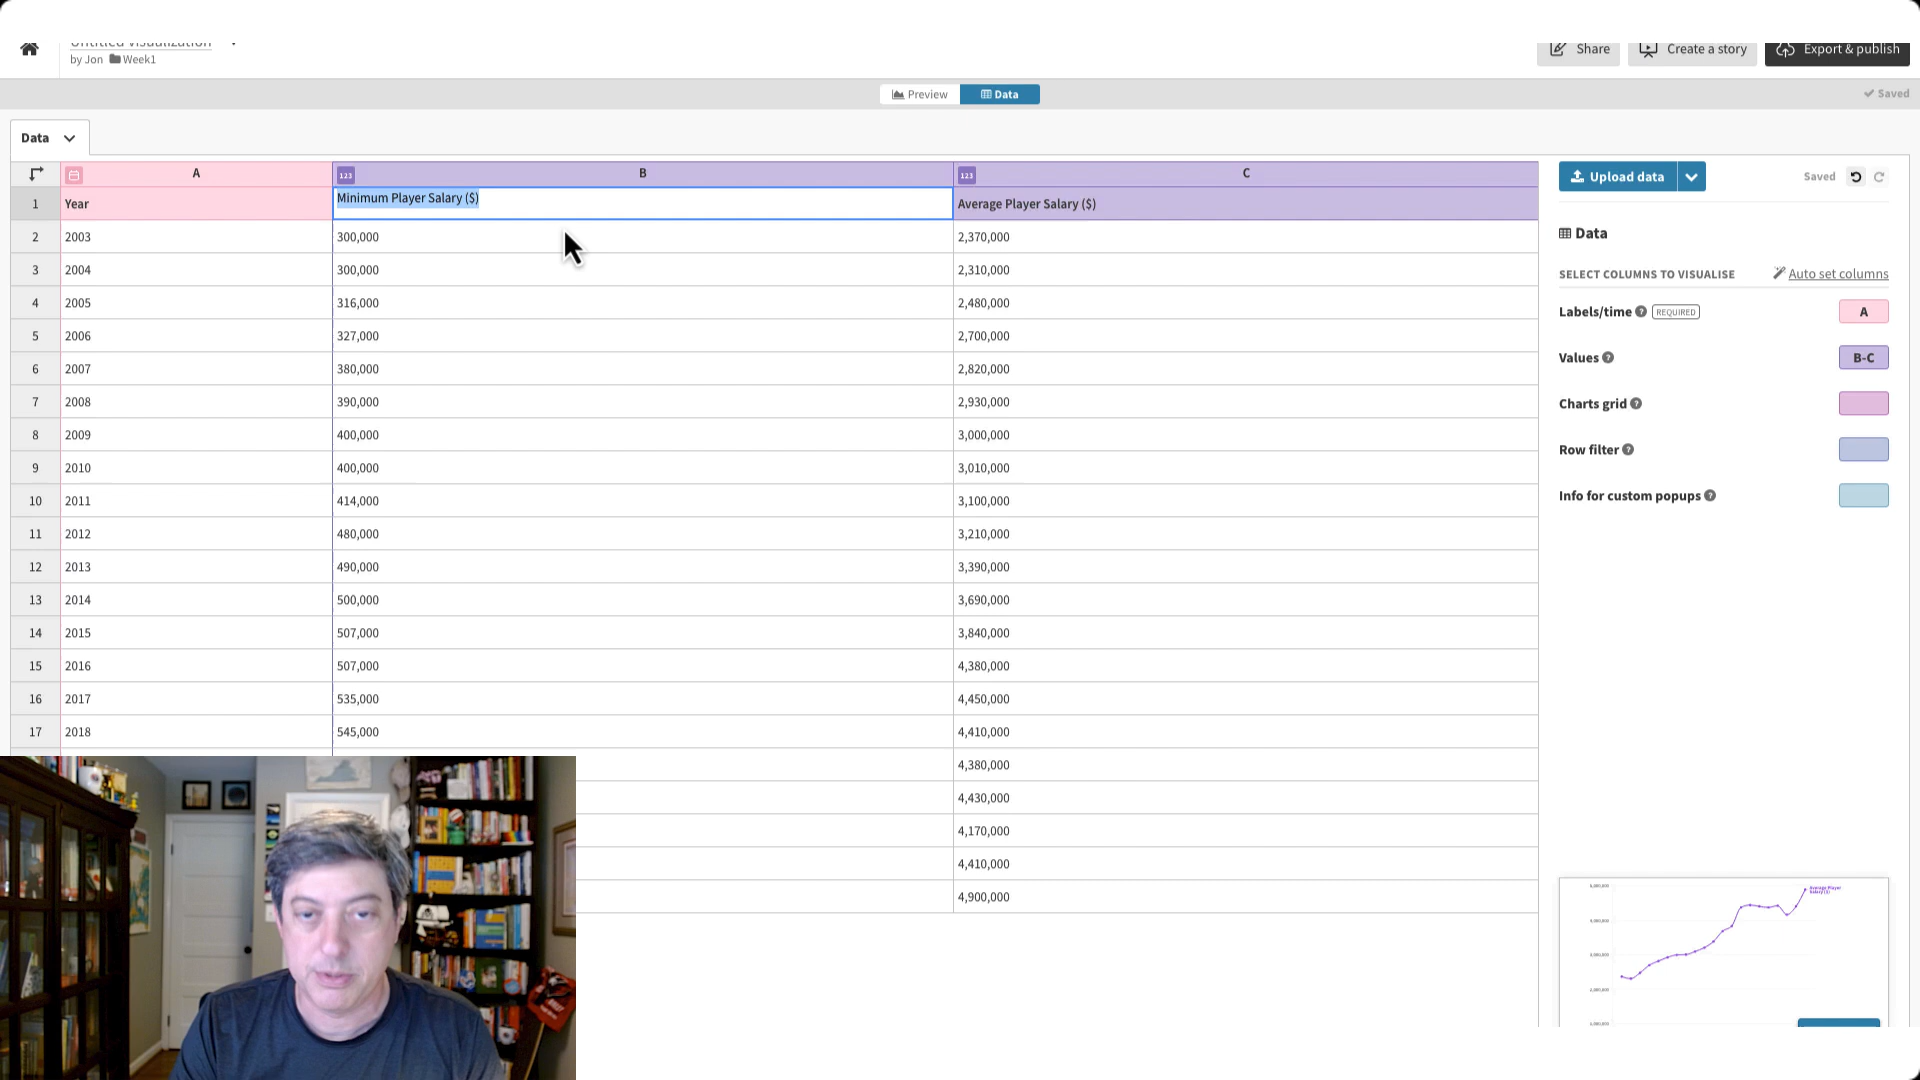 Untitled visualization
by Jon Week1
Share
Create a story
Export & publish
Preview
Data
Saved
Data
A B C
1 Year Minimum Player Salary ($) Average Player Salary ($)
2 2003 300,000 2,370,000
3 2004 300,000 2,310,000
4 2005 316,000 2,480,000
5 2006 327,000 2,700,000
6 2007 380,000 2,820,000
7 2008 390,000 2,930,000
8 2009 400,000 3,000,000
9 2010 400,000 3,010,000
10 2011 414,000 3,100,000
11 2012 480,000 3,210,000
12 2013 490,000 3,390,000
13 2014 500,000 3,690,000
14 2015 507,000 3,840,000
15 2016 507,000 4,380,000
16 2017 535,000 4,450,000
17 2018 545,000 4,410,000
4,380,000
4,430,000
4,170,000
4,410,000
4,900,000
Upload data
Saved
Data
SELECT COLUMNS TO VISUALISE Auto set columns
Labels/time REQUIRED A
Values B-C
Charts grid
Row filter
Info for custom popups
Average Player
Salary ($)